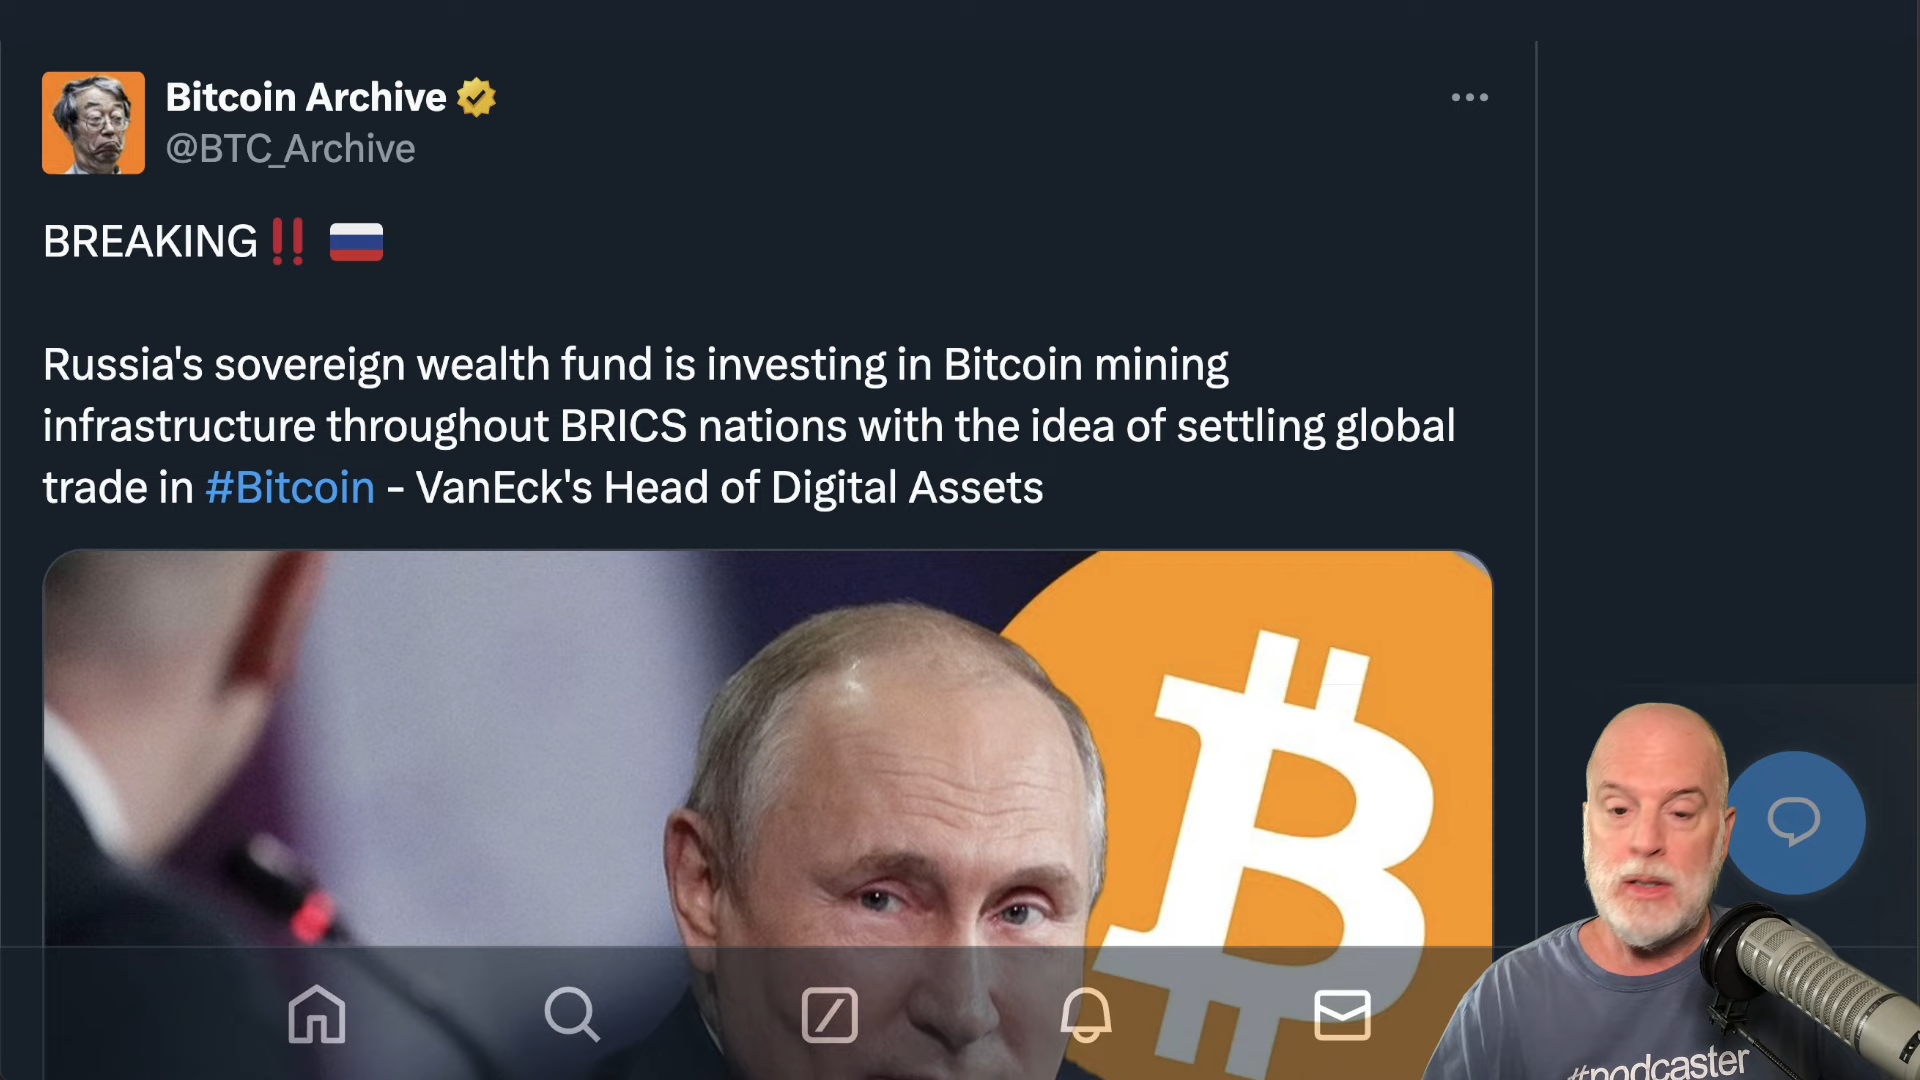 Bitcoin Archive
@BTC_Archive
BREAKING‼️ 🇷🇺
Russia's sovereign wealth fund is investing in Bitcoin mining
infrastructure throughout BRICS nations with the idea of settling global
trade in #Bitcoin - VanEck's Head of Digital Assets
#podcaster